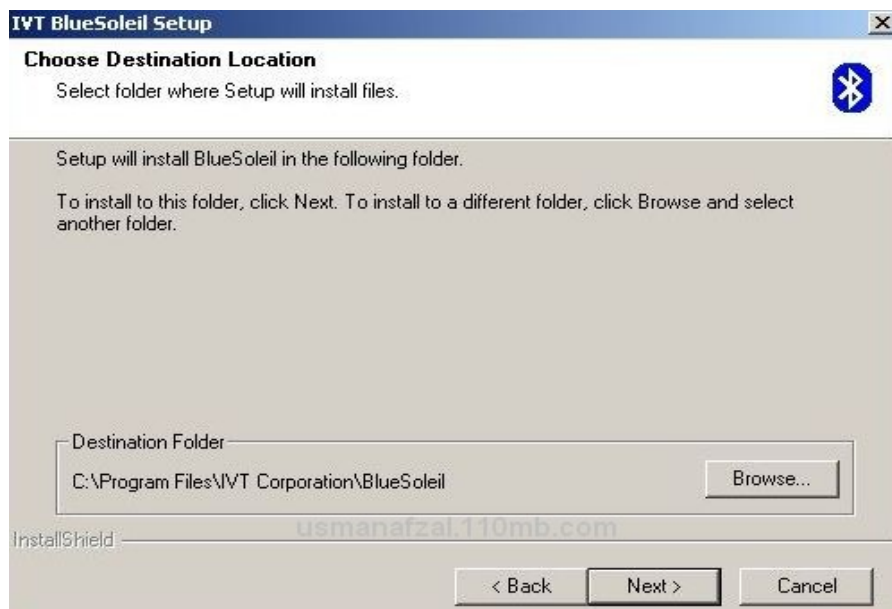 IVT BlueSoleil Setup
Choose Destination Location
Select folder where Setup will install files.
Setup will install BlueSoleil in the following folder.
To install to this folder, click Next. To install to a different folder, click Browse and select
another folder.
Destination Folder
C:\Program Files\IVT Corporation\BlueSoleil
Browse...
usmanafzal.110mb.com
InstallShield
< Back
Next >
Cancel